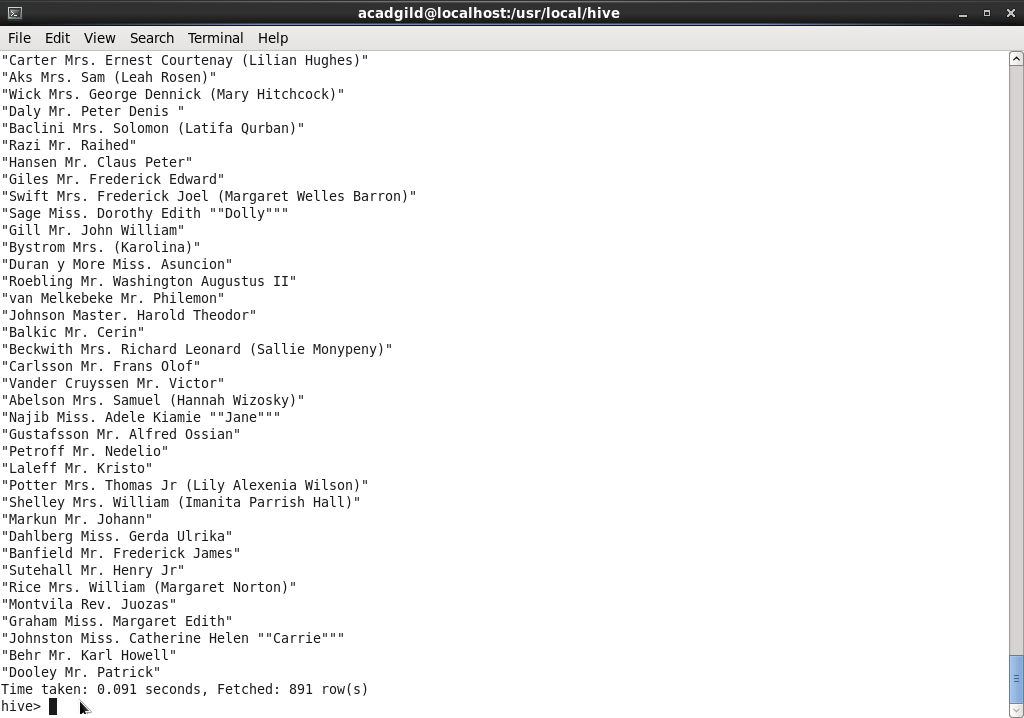 acadgild@localhost:/usr/local/hive
File Edit View Search Terminal Help
"Carter Mrs. Ernest Courtenay (Lilian Hughes)"
"Aks Mrs. Sam (Leah Rosen)"
"Wick Mrs. George Dennick (Mary Hitchcock)"
"Daly Mr. Peter Denis "
"Baclini Mrs. Solomon (Latifa Qurban)"
"Razi Mr. Raihed"
"Hansen Mr. Claus Peter"
"Giles Mr. Frederick Edward"
"Swift Mrs. Frederick Joel (Margaret Welles Barron)"
"Sage Miss. Dorothy Edith ""Dolly"""
"Gill Mr. John William"
"Bystrom Mrs. (Karolina)"
"Duran y More Miss. Asuncion"
"Roebling Mr. Washington Augustus II"
"van Melkebeke Mr. Philemon"
"Johnson Master. Harold Theodor"
"Balkic Mr. Cerin"
"Beckwith Mrs. Richard Leonard (Sallie Monypeny)"
"Carlsson Mr. Frans Olof"
"Vander Cruyssen Mr. Victor"
"Abelson Mrs. Samuel (Hannah Wizosky)"
"Najib Miss. Adele Kiamie ""Jane"""
"Gustafsson Mr. Alfred Ossian"
"Petroff Mr. Nedelio"
"Laleff Mr. Kristo"
"Potter Mrs. Thomas Jr (Lily Alexenia Wilson)"
"Shelley Mrs. William (Imanita Parrish Hall)"
"Markun Mr. Johann"
"Dahlberg Miss. Gerda Ulrika"
"Banfield Mr. Frederick James"
"Sutehall Mr. Henry Jr"
"Rice Mrs. William (Margaret Norton)"
"Montvila Rev. Juozas"
"Graham Miss. Margaret Edith"
"Johnston Miss. Catherine Helen ""Carrie"""
"Behr Mr. Karl Howell"
"Dooley Mr. Patrick"
Time taken: 0.091 seconds, Fetched: 891 row(s)
hive>